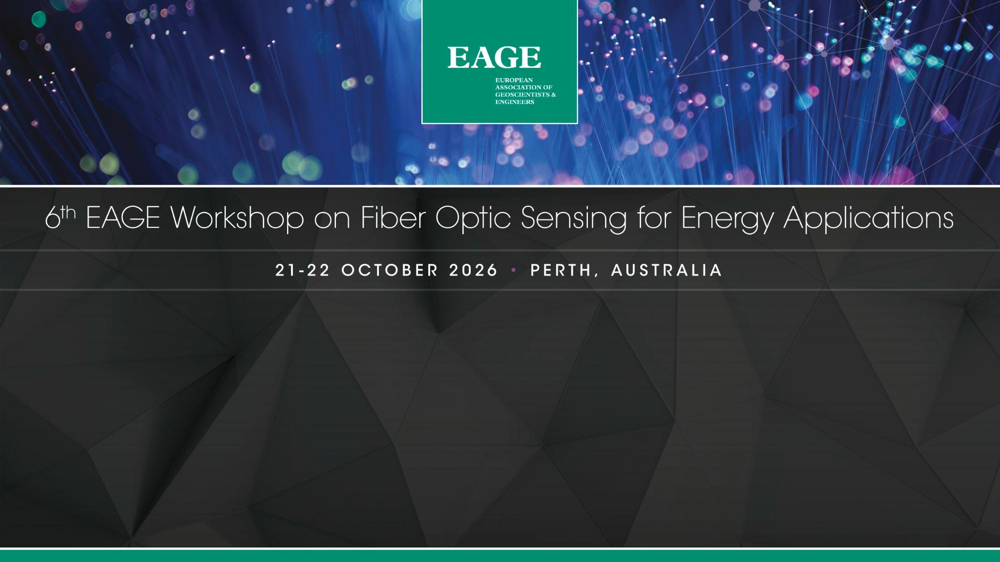 EAGE
EUROPEAN
ASSOCIATION OF
GEOSCIENTISTS &
ENGINEERS
6th EAGE Workshop on Fiber Optic Sensing for Energy Applications
21-22 OCTOBER 2026 • PERTH, AUSTRALIA